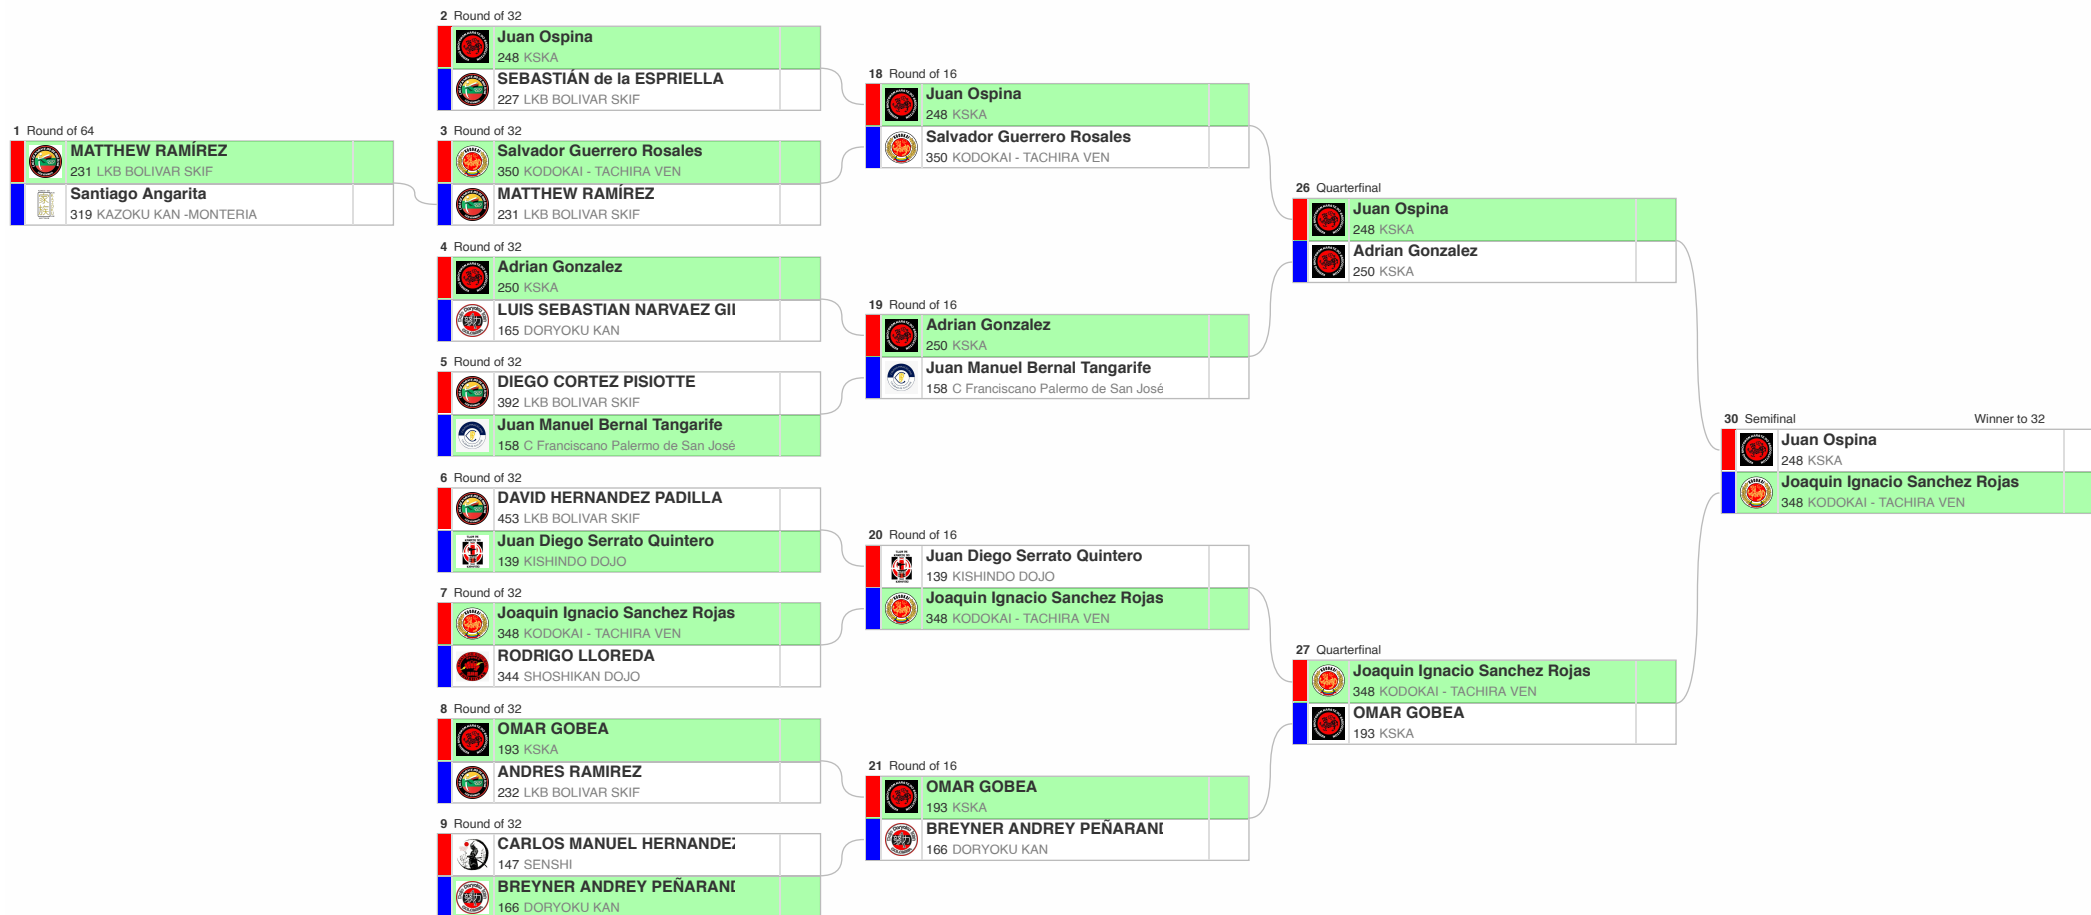 1 Round of 64
MATTHEW RAMÍREZ
231 LKB BOLIVAR SKIF
Santiago Angarita
319 KAZOKU KAN -MONTERIA
2 Round of 32
Juan Ospina
248 KSKA
SEBASTIÁN de la ESPRIELLA
227 LKB BOLIVAR SKIF
3 Round of 32
Salvador Guerrero Rosales
350 KODOKAI - TACHIRA VEN
MATTHEW RAMÍREZ
231 LKB BOLIVAR SKIF
4 Round of 32
Adrian Gonzalez
250 KSKA
LUIS SEBASTIAN NARVAEZ GII
165 DORYOKU KAN
5 Round of 32
DIEGO CORTEZ PISIOTTE
392 LKB BOLIVAR SKIF
Juan Manuel Bernal Tangarife
158 C Franciscano Palermo de San José
6 Round of 32
DAVID HERNANDEZ PADILLA
453 LKB BOLIVAR SKIF
Juan Diego Serrato Quintero
139 KISHINDO DOJO
7 Round of 32
Joaquin Ignacio Sanchez Rojas
348 KODOKAI - TACHIRA VEN
RODRIGO LLOREDA
344 SHOSHIKAN DOJO
8 Round of 32
OMAR GOBEA
193 KSKA
ANDRES RAMIREZ
232 LKB BOLIVAR SKIF
9 Round of 32
CARLOS MANUEL HERNANDEZ
147 SENSHI
BREYNER ANDREY PEÑARAND
166 DORYOKU KAN
18 Round of 16
Juan Ospina
248 KSKA
Salvador Guerrero Rosales
350 KODOKAI - TACHIRA VEN
19 Round of 16
Adrian Gonzalez
250 KSKA
Juan Manuel Bernal Tangarife
158 C Franciscano Palermo de San José
20 Round of 16
Juan Diego Serrato Quintero
139 KISHINDO DOJO
Joaquin Ignacio Sanchez Rojas
348 KODOKAI - TACHIRA VEN
21 Round of 16
OMAR GOBEA
193 KSKA
BREYNER ANDREY PEÑARAND
166 DORYOKU KAN
26 Quarterfinal
Juan Ospina
248 KSKA
Adrian Gonzalez
250 KSKA
27 Quarterfinal
Joaquin Ignacio Sanchez Rojas
348 KODOKAI - TACHIRA VEN
OMAR GOBEA
193 KSKA
30 Semifinal Winner to 32
Juan Ospina
248 KSKA
Joaquin Ignacio Sanchez Rojas
348 KODOKAI - TACHIRA VEN